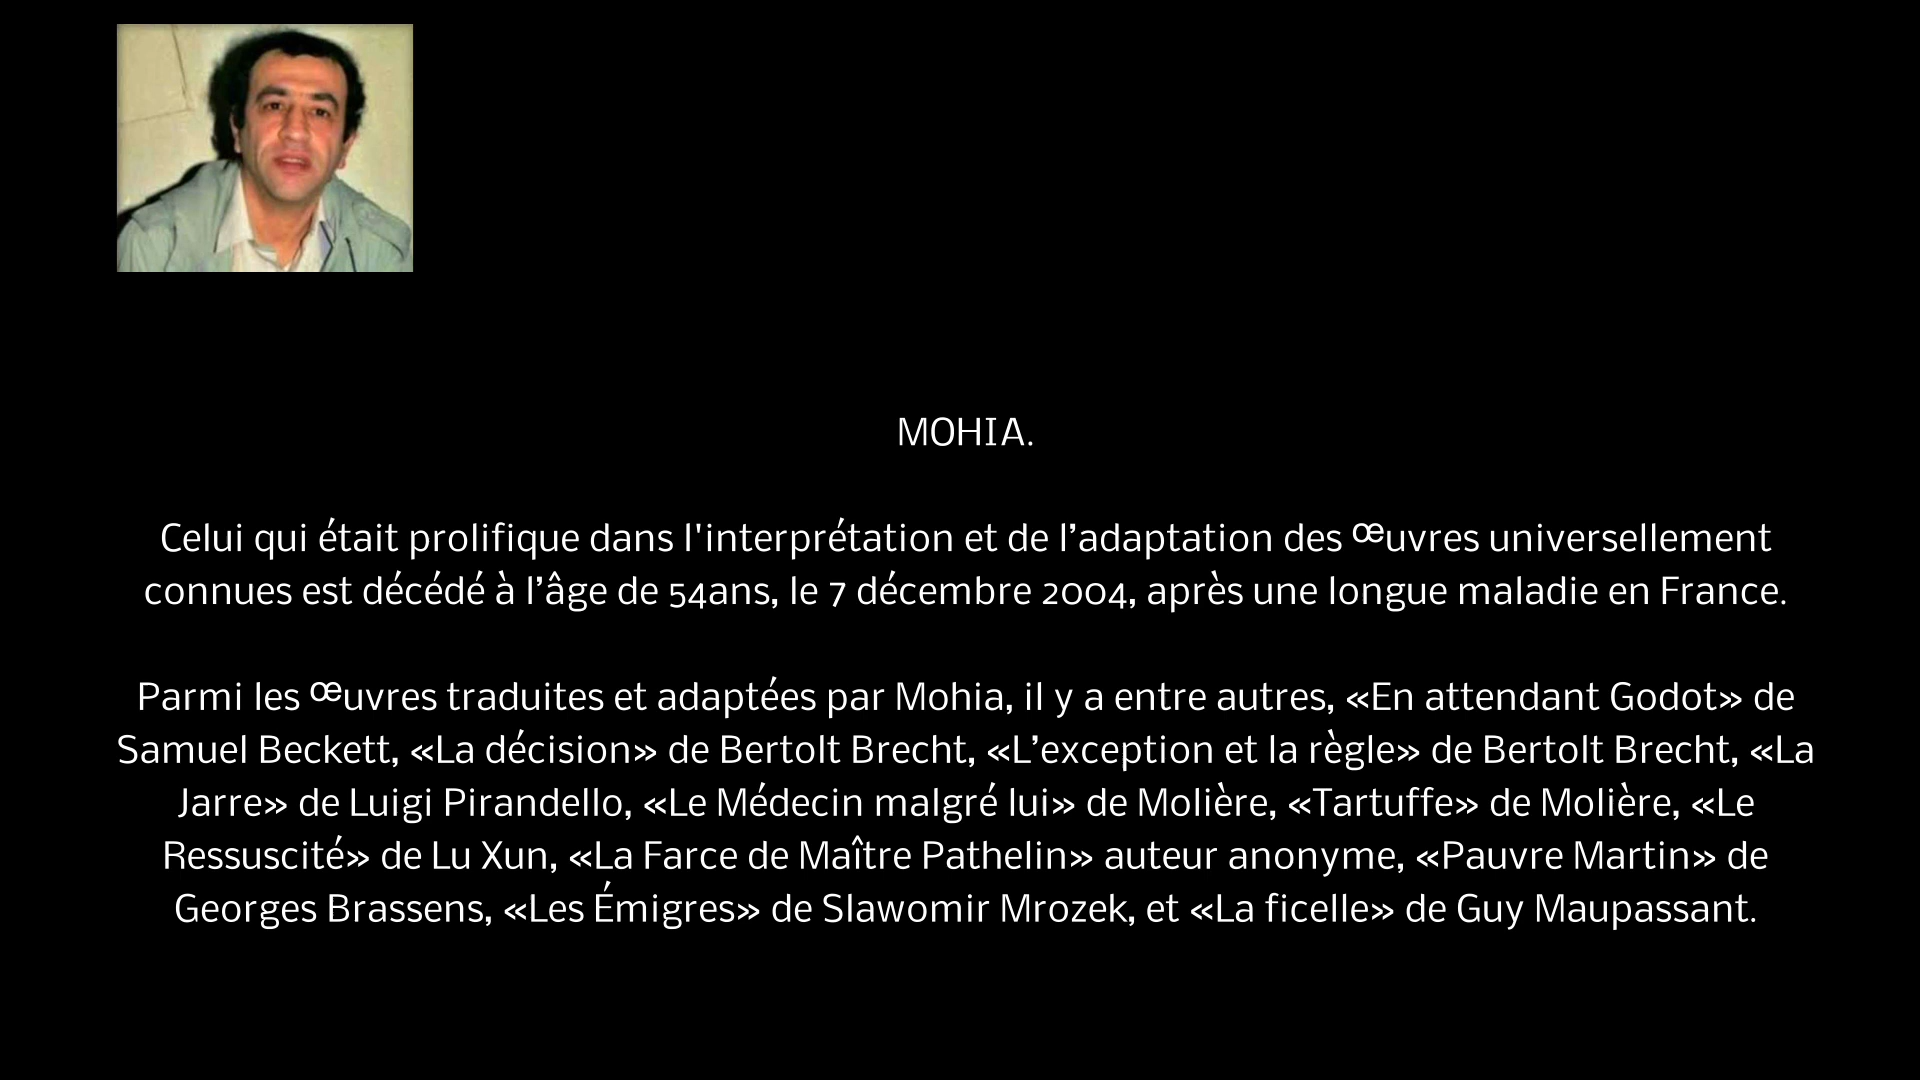 MOHIA.
Celui qui était prolifique dans l'interprétation et de l’adaptation des œuvres universellement
connues est décédé à l’âge de 54ans, le 7 décembre 2004, après une longue maladie en France.
Parmi les œuvres traduites et adaptées par Mohia, il y a entre autres, «En attendant Godot» de
Samuel Beckett, «La décision» de Bertolt Brecht, «L’exception et la règle» de Bertolt Brecht, «La
Jarre» de Luigi Pirandello, «Le Médecin malgré lui» de Molière, «Tartuffe» de Molière, «Le
Ressuscité» de Lu Xun, «La Farce de Maître Pathelin» auteur anonyme, «Pauvre Martin» de
Georges Brassens, «Les Émigres» de Slawomir Mrozek, et «La ficelle» de Guy Maupassant.